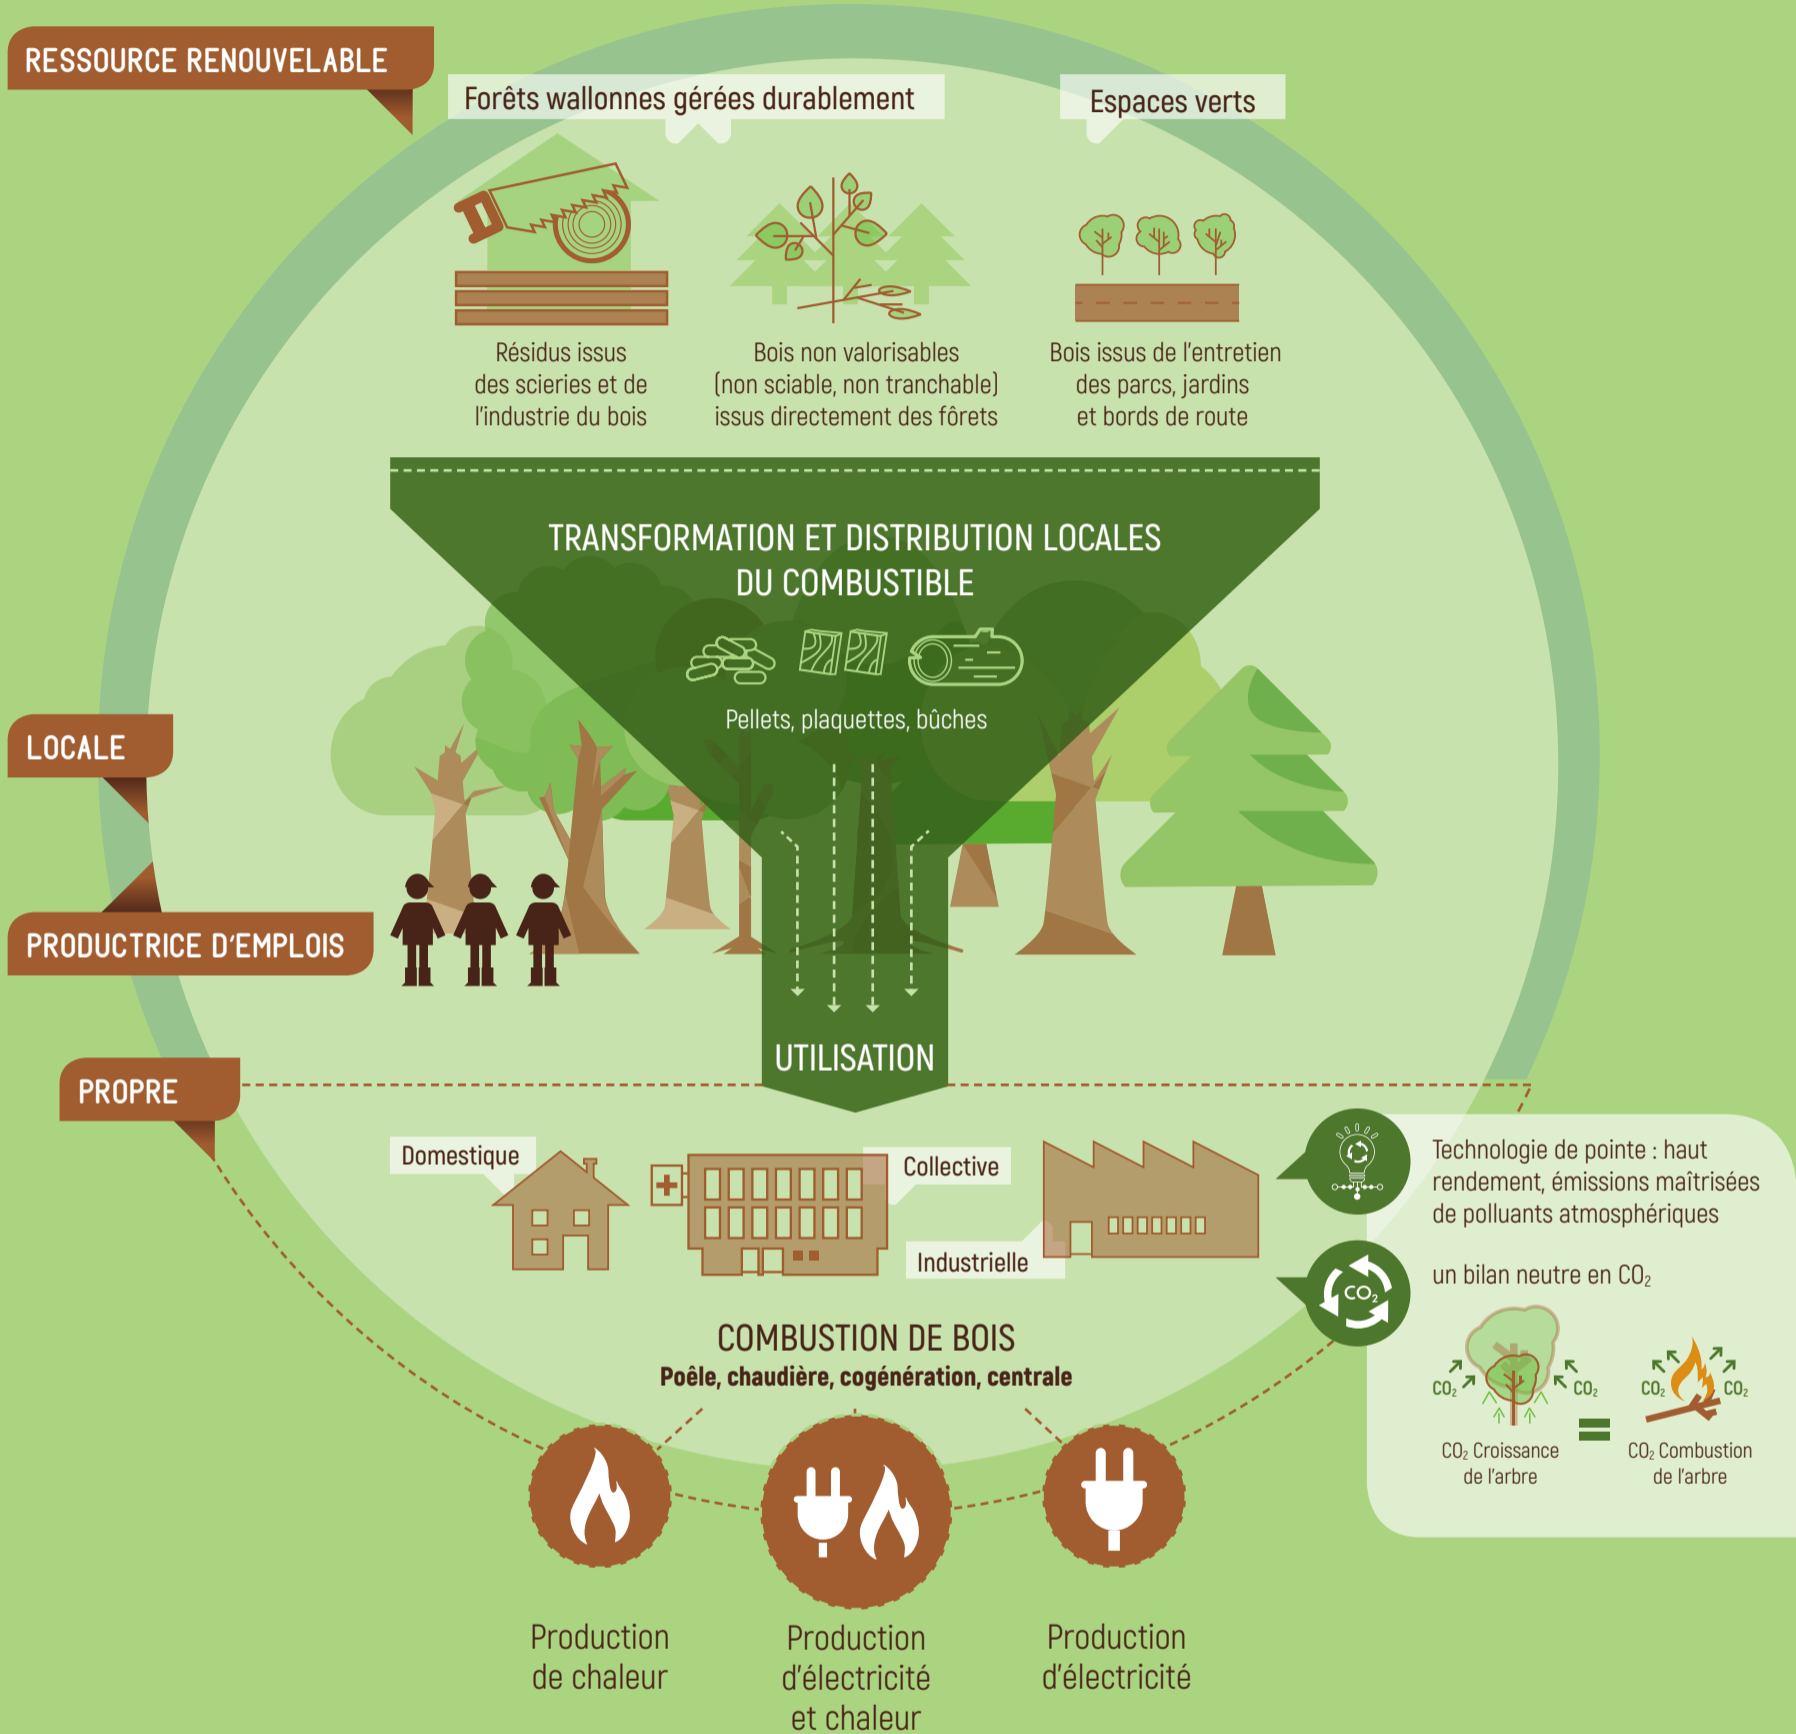 RESSOURCE RENOUVELABLE
Forêts wallonnes gérées durablement
Espaces verts
Résidus issus
des scieries et de
l'industrie du bois
Bois non valorisables
(non sciable, non tranchable)
issus directement des fôrets
Bois issus de l'entretien
des parcs, jardins
et bords de route
TRANSFORMATION ET DISTRIBUTION LOCALES
DU COMBUSTIBLE
Pellets, plaquettes, bûches
LOCALE
PRODUCTRICE D'EMPLOIS
UTILISATION
PROPRE
Domestique
Collective
Industrielle
Technologie de pointe : haut
rendement, émissions maîtrisées
de polluants atmosphériques
CO₂
un bilan neutre en CO₂
CO₂
CO₂
CO₂
CO₂
CO₂ Croissance
de l'arbre
CO₂ Combustion
de l'arbre
COMBUSTION DE BOIS
Poêle, chaudière, cogénération, centrale
Production
de chaleur
Production
d'électricité
et chaleur
Production
d'électricité